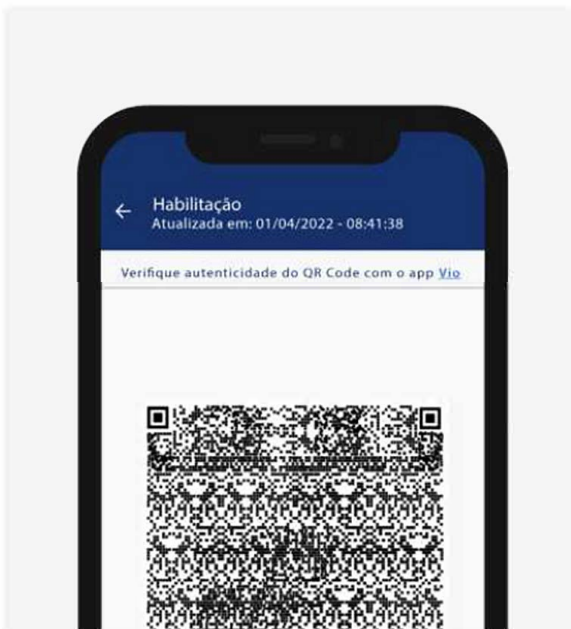 Habilitação
Atualizada em: 01/04/2022 - 08:41:38
Verifique autenticidade do QR Code com o app Vio